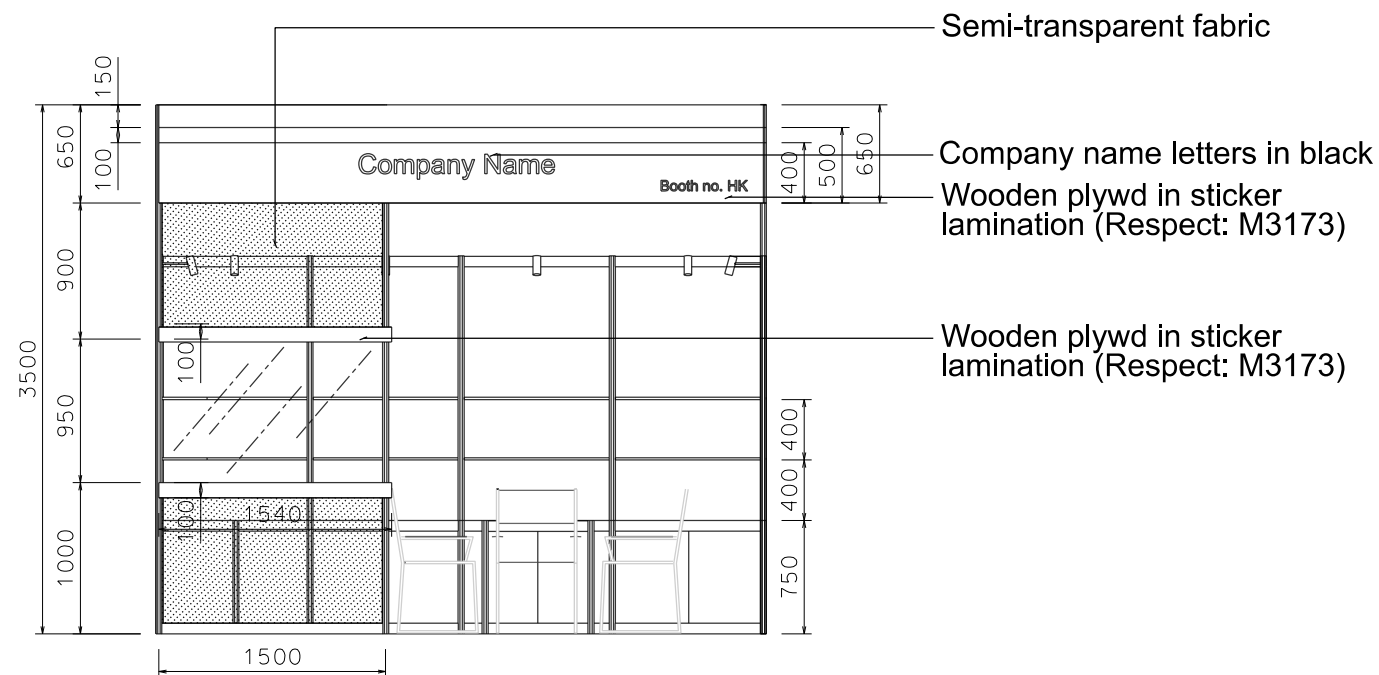 Semi-transparent fabric
150
650
100
Company Name
Booth no. HK
400
500
650
Company name letters in black
Wooden plywd in sticker
lamination (Respect: M3173)
900
3500
100
Wooden plywd in sticker
lamination (Respect: M3173)
950
400
400
100
1540
1000
750
1500